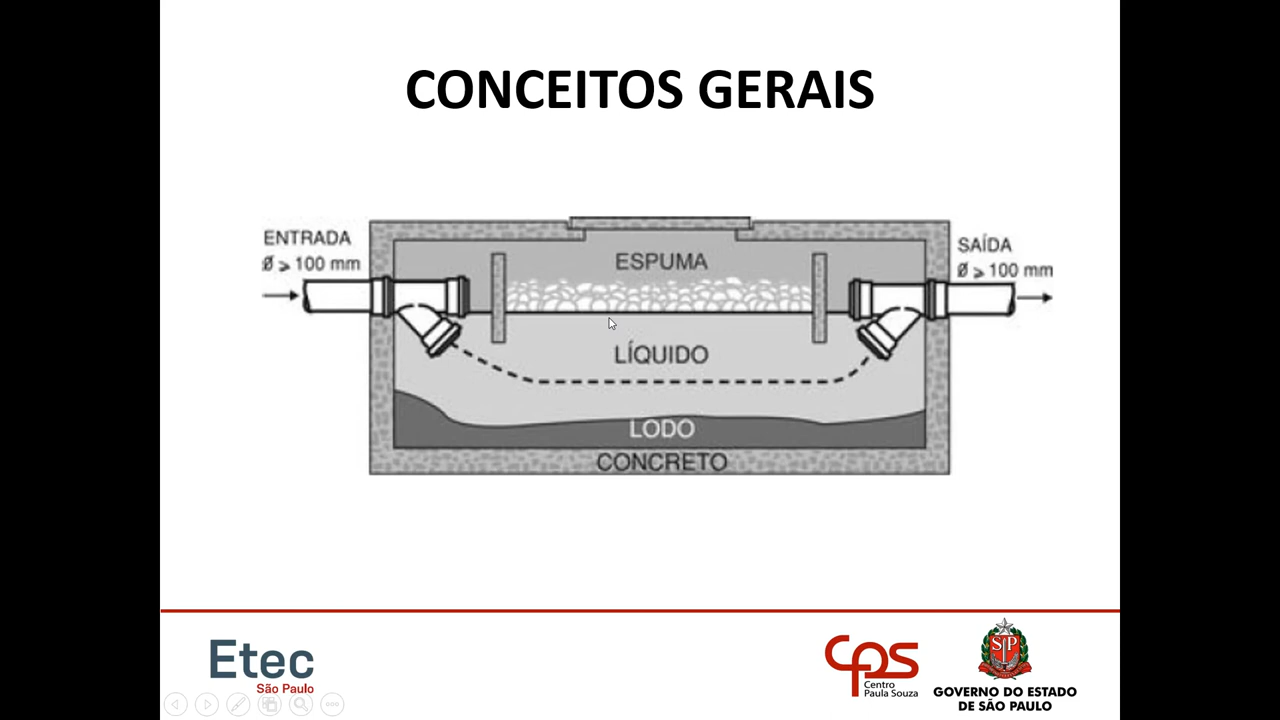 CONCEITOS GERAIS
ENTRADA
Ø ⩾ 100 mm
SAÍDA
Ø ⩾ 100 mm
ESPUMA
LÍQUIDO
LODO
CONCRETO
Etec
São Paulo
CPS
Centro
Paula Souza
SP
GOVERNO DO ESTADO
DE SÃO PAULO